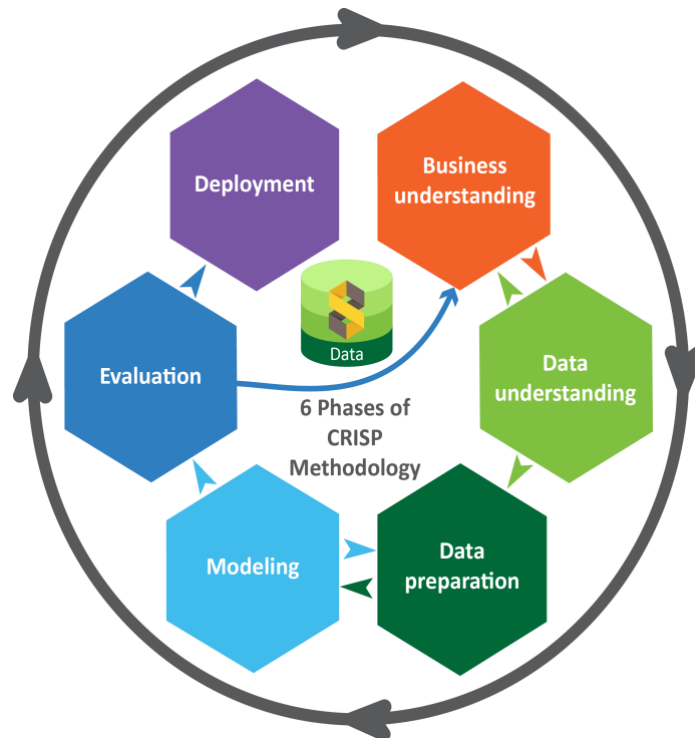 Business
understanding
Data
understanding
Data
preparation
Modeling
Evaluation
Deployment
Data
6 Phases of
CRISP
Methodology